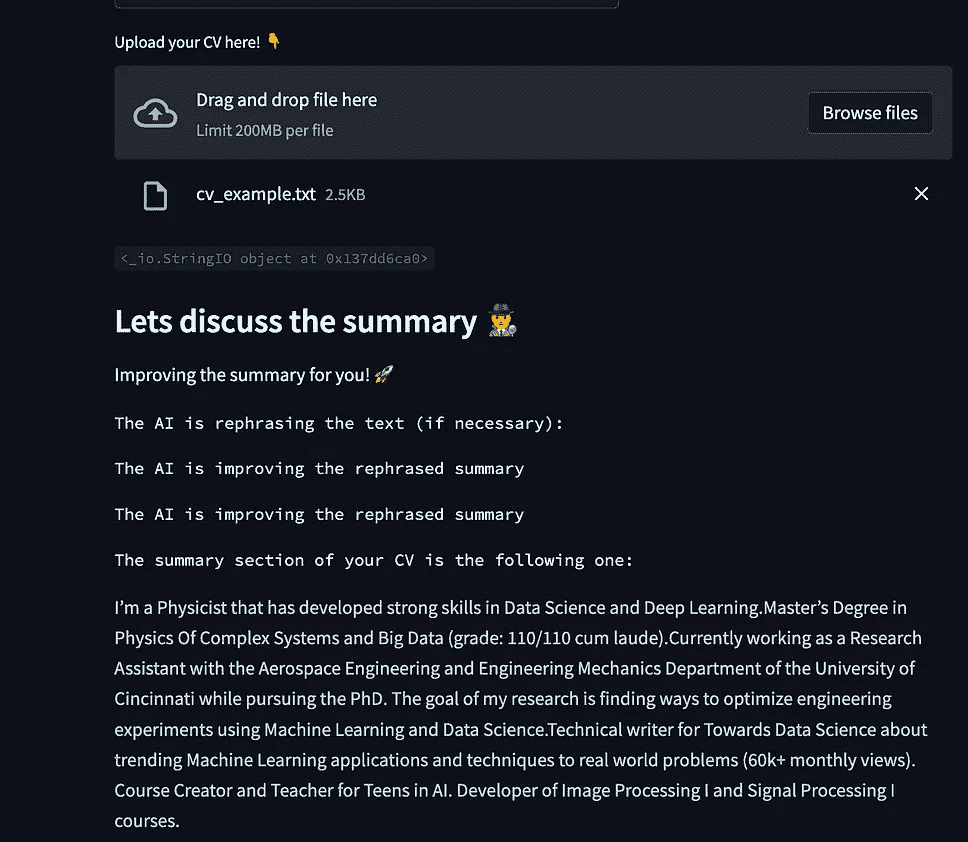 Upload your CV here! 👇
Drag and drop file here
Limit 200MB per file
Browse files
cv_example.txt 2.5KB
<_io.StringIO object at 0x137dd6ca0>
Lets discuss the summary 🕵️
Improving the summary for you! 🚀
The AI is rephrasing the text (if necessary):
The AI is improving the rephrased summary
The AI is improving the rephrased summary
The summary section of your CV is the following one:
I’m a Physicist that has developed strong skills in Data Science and Deep Learning.Master’s Degree in
Physics Of Complex Systems and Big Data (grade: 110/110 cum laude).Currently working as a Research
Assistant with the Aerospace Engineering and Engineering Mechanics Department of the University of
Cincinnati while pursuing the PhD. The goal of my research is finding ways to optimize engineering
experiments using Machine Learning and Data Science.Technical writer for Towards Data Science about
trending Machine Learning applications and techniques to real world problems (60k+ monthly views).
Course Creator and Teacher for Teens in AI. Developer of Image Processing I and Signal Processing I
courses.